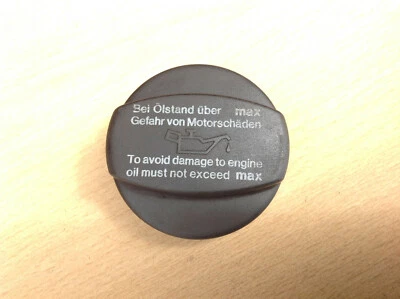 Bei Ölstand über max
Gefahr von Motorschäden
To avoid damage to engine
oil must not exceed max